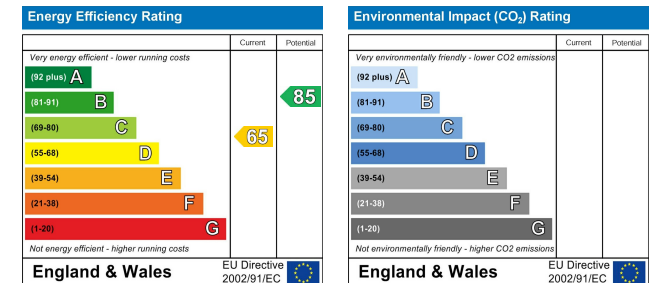 Energy Efficiency Rating
Current Potential
Very energy efficient - lower running costs
(92 plus) A
(81-91) B
85
(69-80) C
65
(55-68) D
(39-54) E
(21-38) F
(1-20) G
Not energy efficient - higher running costs
England & Wales
EU Directive
2002/91/EC
Environmental Impact (CO₂) Rating
Current Potential
Very environmentally friendly - lower CO2 emissions
(92 plus) A
(81-91) B
(69-80) C
(55-68) D
(39-54) E
(21-38) F
(1-20) G
Not environmentally friendly - higher CO2 emissions
England & Wales
EU Directive
2002/91/EC